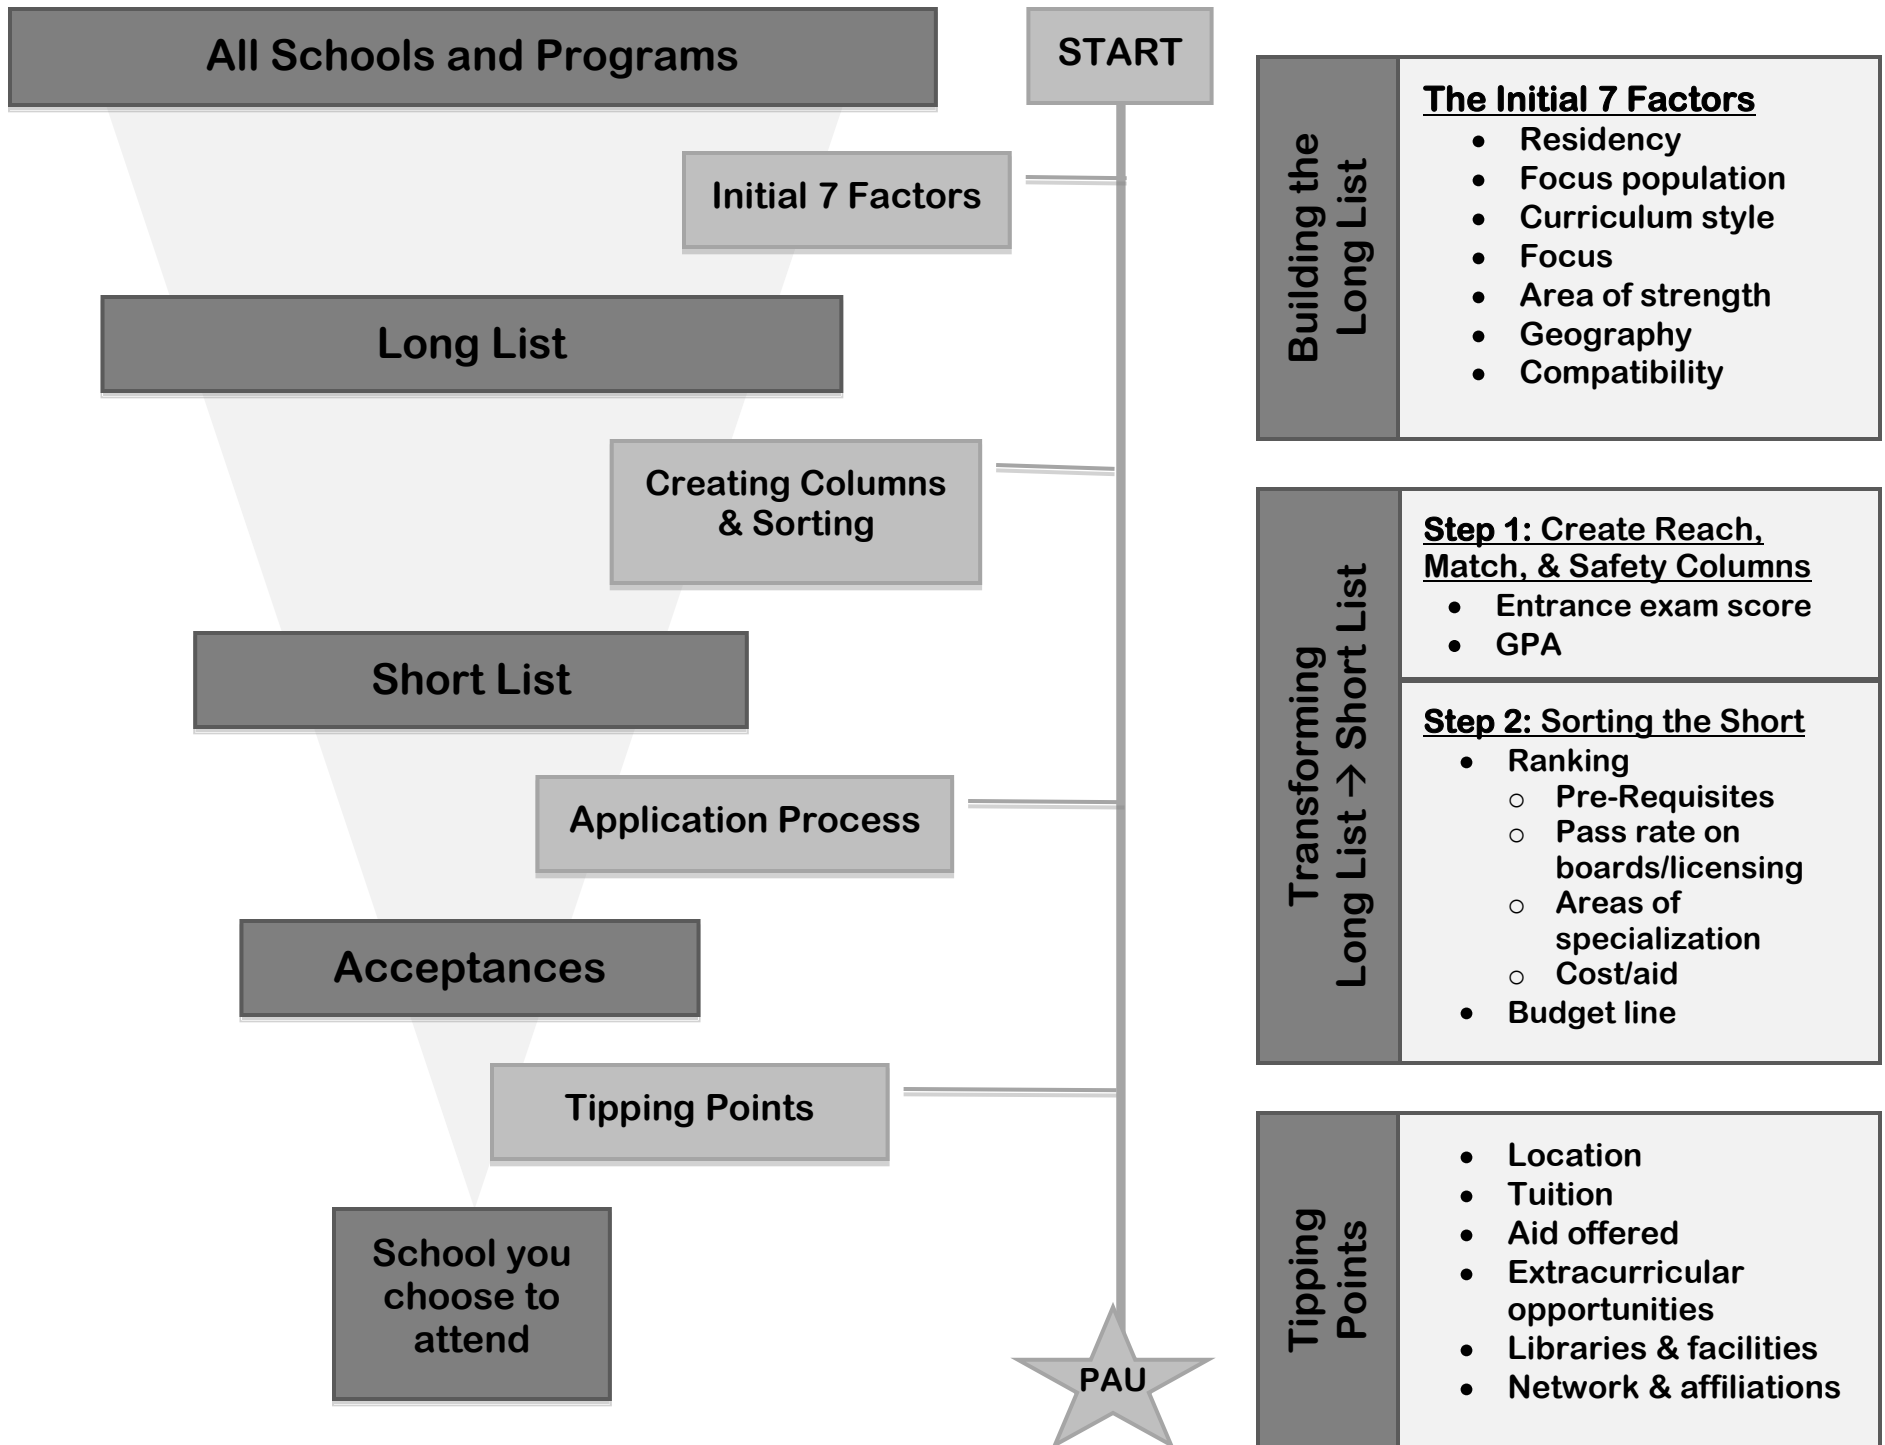 All Schools and Programs
START
Initial 7 Factors
Long List
Creating Columns
& Sorting
Short List
Application Process
Acceptances
Tipping Points
School you
choose to
attend
PAU
Building the
Long List
The Initial 7 Factors
• Residency
• Focus population
• Curriculum style
• Focus
• Area of strength
• Geography
• Compatibility
Transforming
Long List → Short List
Step 1: Create Reach,
Match, & Safety Columns
• Entrance exam score
• GPA
Step 2: Sorting the Short
• Ranking
o Pre-Requisites
o Pass rate on
boards/licensing
o Areas of
specialization
o Cost/aid
• Budget line
Tipping
Points
• Location
• Tuition
• Aid offered
• Extracurricular
opportunities
• Libraries & facilities
• Network & affiliations